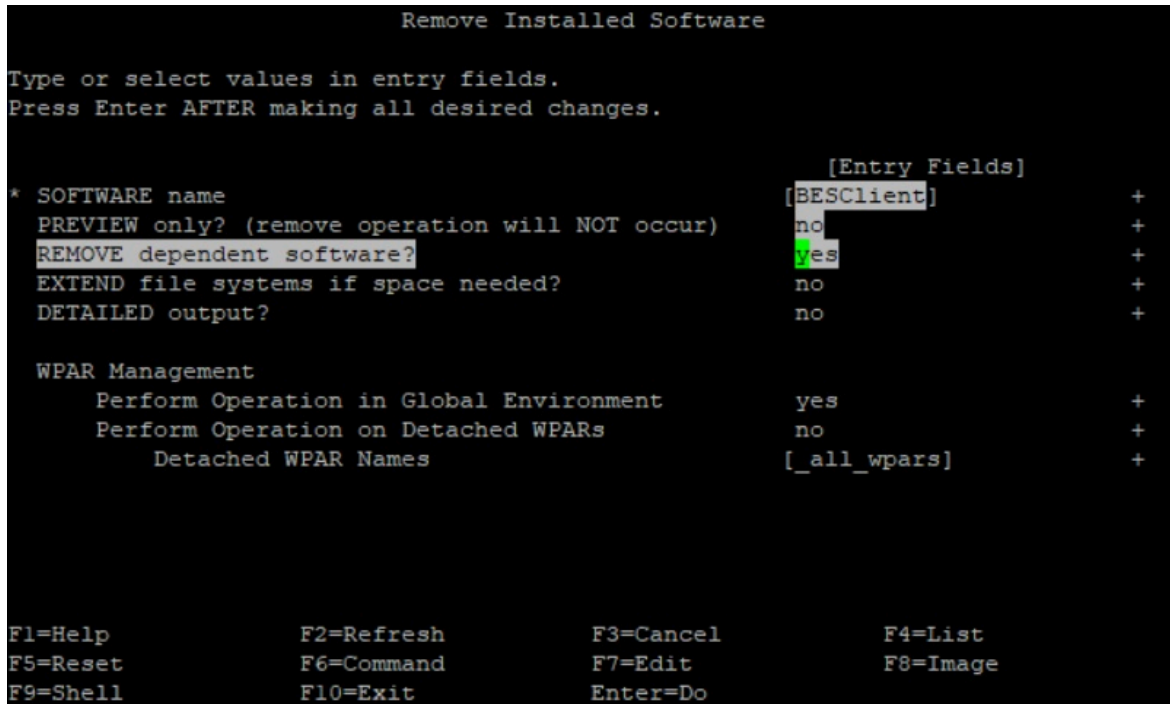 Remove Installed Software
Type or select values in entry fields.
Press Enter AFTER making all desired changes.
[Entry Fields]
* SOFTWARE name [BESClient] +
PREVIEW only? (remove operation will NOT occur) no +
REMOVE dependent software? yes +
EXTEND file systems if space needed? no +
DETAILED output? no +
WPAR Management
Perform Operation in Global Environment yes +
Perform Operation on Detached WPARs no +
Detached WPAR Names [_all_wpars] +
F1=Help F2=Refresh F3=Cancel F4=List
F5=Reset F6=Command F7=Edit F8=Image
F9=Shell F10=Exit Enter=Do